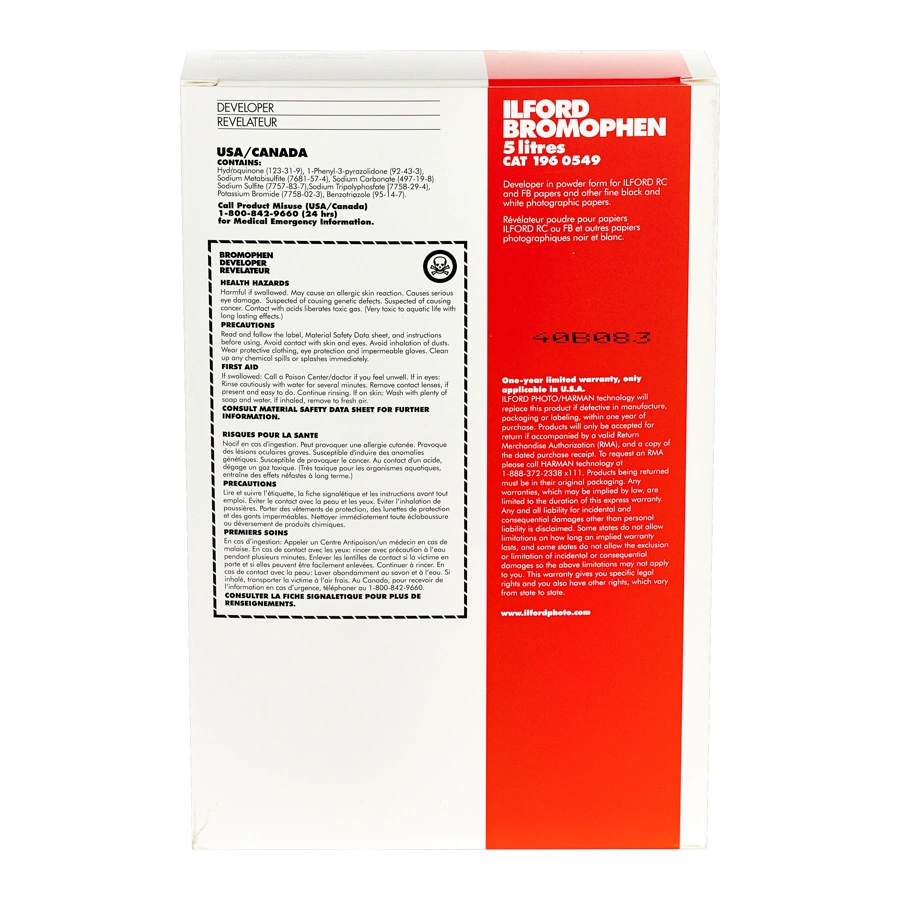 DEVELOPER
REVELATEUR
USA/CANADA
CONTAINS:
Hydroquinone (123-31-9), 1-Phenyl-3-pyrazolidone (92-43-3),
Sodium Metabisulfite (7681-57-4), Sodium Carbonate (497-19-8)
Sodium Sulfite (7757-83-7),Sodium Tripolyphosfate (7758-29-4),
Potassium Bromide (7758-02-3), Benzotriazole (95-14-7).
Call Product Misuse (USA/Canada)
1-800-842-9660 (24 hrs)
for Medical Emergency Information.
BROMOPHEN
DEVELOPER
REVELATEUR
HEALTH HAZARDS
Harmful if swallowed. May cause an allergic skin reaction. Causes serious
eye damage. Suspected of causing genetic defects. Suspected of causing
cancer. Contact with acids liberates toxic gas. (Very toxic to aquatic life with
long lasting effects.)
PRECAUTIONS
Read and follow the label, Material Safety Data sheet, and instructions
before using. Avoid contact with skin and eyes. Avoid inhalation of dusts.
Wear protective clothing, eye protection and impermeable gloves. Clean
up any chemical spills or splashes immediately.
FIRST AID
If swallowed: Call a Poison Center/doctor if you feel unwell. If in eyes:
Rinse cautiously with water for several minutes. Remove contact lenses, if
present and easy to do. Continue rinsing. If on skin: Wash with plenty of
soap and water. If inhaled, remove to fresh air.
CONSULT MATERIAL SAFETY DATA SHEET FOR FURTHER
INFORMATION.
RISQUES POUR LA SANTE
Nocif en cas d'ingestion. Peut provoquer une allergie cutanée. Provoque
des lésions oculaires graves. Susceptible d'induire des anomalies
génétiques. Susceptible de provoquer le cancer. Au contact d'un acide,
dégage un gaz toxique. (Très toxique pour les organismes aquatiques,
entraîne des effets néfastes à long terme.)
PRECAUTIONS
Lire et suivre l'étiquette, la fiche signalétique et les instructions avant tout
emploi. Eviter le contact avec la peau et les yeux. Eviter l'inhalation de
poussières. Porter des vêtements de protection, des lunettes de protection
et des gants imperméables. Nettoyer immédiatement toute éclaboussure
ou déversement de produits chimiques.
PREMIERS SOINS
En cas d'ingestion: Appeler un Centre Antipoison/un médecin en cas de
malaise. En cas de contact avec les yeux: rincer avec précaution à l'eau
pendant plusieurs minutes. Enlever les lentilles de contact si la victime en
porte et si elles peuvent être facilement enlevées. Continuer à rincer. En
cas de contact avec la peau: Laver abondamment au savon et à l'eau. Si
inhalé, transporter la victime à l'air frais. Au Canada, pour recevoir de
l'information en cas d'urgence, téléphoner au 1-800-842-9660.
CONSULTER LA FICHE SIGNALETIQUE POUR PLUS DE
RENSEIGNEMENTS.
ILFORD
BROMOPHEN
5 litres
CAT 196 0549
Developer in powder form for ILFORD RC
and FB papers and other fine black and
white photographic papers.
Révélateur poudre pour papiers
ILFORD RC ou FB et autres papiers
photographiques noir et blanc.
40B083
One-year limited warranty, only
applicable in U.S.A.
ILFORD PHOTO/HARMAN technology will
replace this product if defective in manufacture,
packaging or labeling, within one year of
purchase. Products will only be accepted for
return if accompanied by a valid Return
Merchandise Authorization (RMA), and a copy of
the dated purchase receipt. To request an RMA
please call HARMAN technology at
1-888-372-2338 x111. Products being returned
must be in their original packaging. Any
warranties, which may be implied by law, are
limited to the duration of this express warranty.
Any and all liability for incidental and
consequential damages other than personal
liability is disclaimed. Some states do not allow
limitations on how long an implied warranty
lasts, and some states do not allow the exclusion
or limitation of incidental or consequential
damages so the above limitations may not apply
to you. This warranty gives you specific legal
rights and you also have other rights, which vary
from state to state.
www.ilfordphoto.com